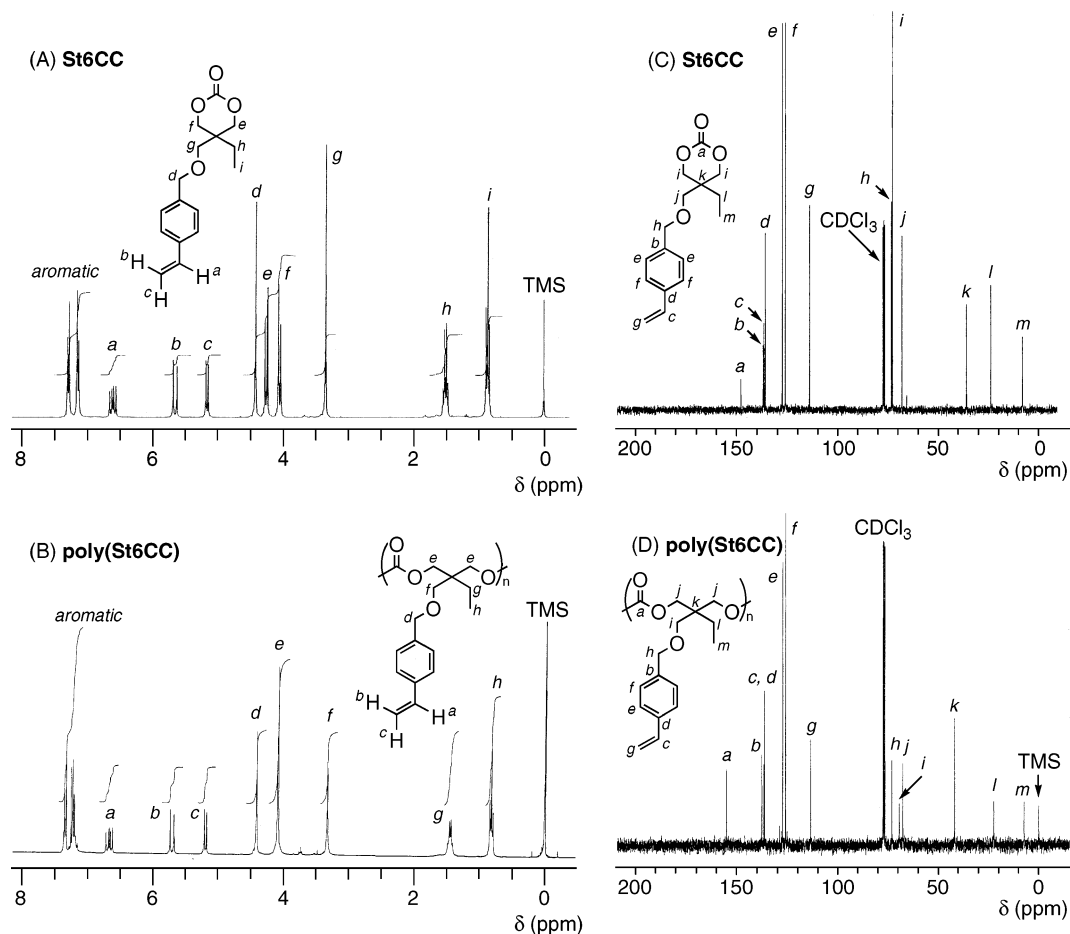 (A) St6CC
O
O
O
f
e
g
h
O
i
d
b
H
H
a
c
H
aromatic
a
b
c
d
e
f
g
h
i
TMS
8
6
4
2
0
δ (ppm)
(C) St6CC
O
a
O
O
i
i
k
j
l
O
m
h
b
e
e
f
f
d
g
c
a
b
c
d
e
f
g
CDCl3
h
i
j
k
l
m
200
150
100
50
0
δ (ppm)
(B) poly(St6CC)
O
e
e
O
O
n
f
g
O
h
d
b
H
H
a
c
H
aromatic
a
b
c
d
e
f
g
h
TMS
8
6
4
2
0
δ (ppm)
(D) poly(St6CC)
O
a
O
j
j
k
O
n
i
l
O
m
h
b
f
f
e
e
d
g
c
a
b
c, d
e
f
g
CDCl3
h
j
i
k
l
m
TMS
200
150
100
50
0
δ (ppm)